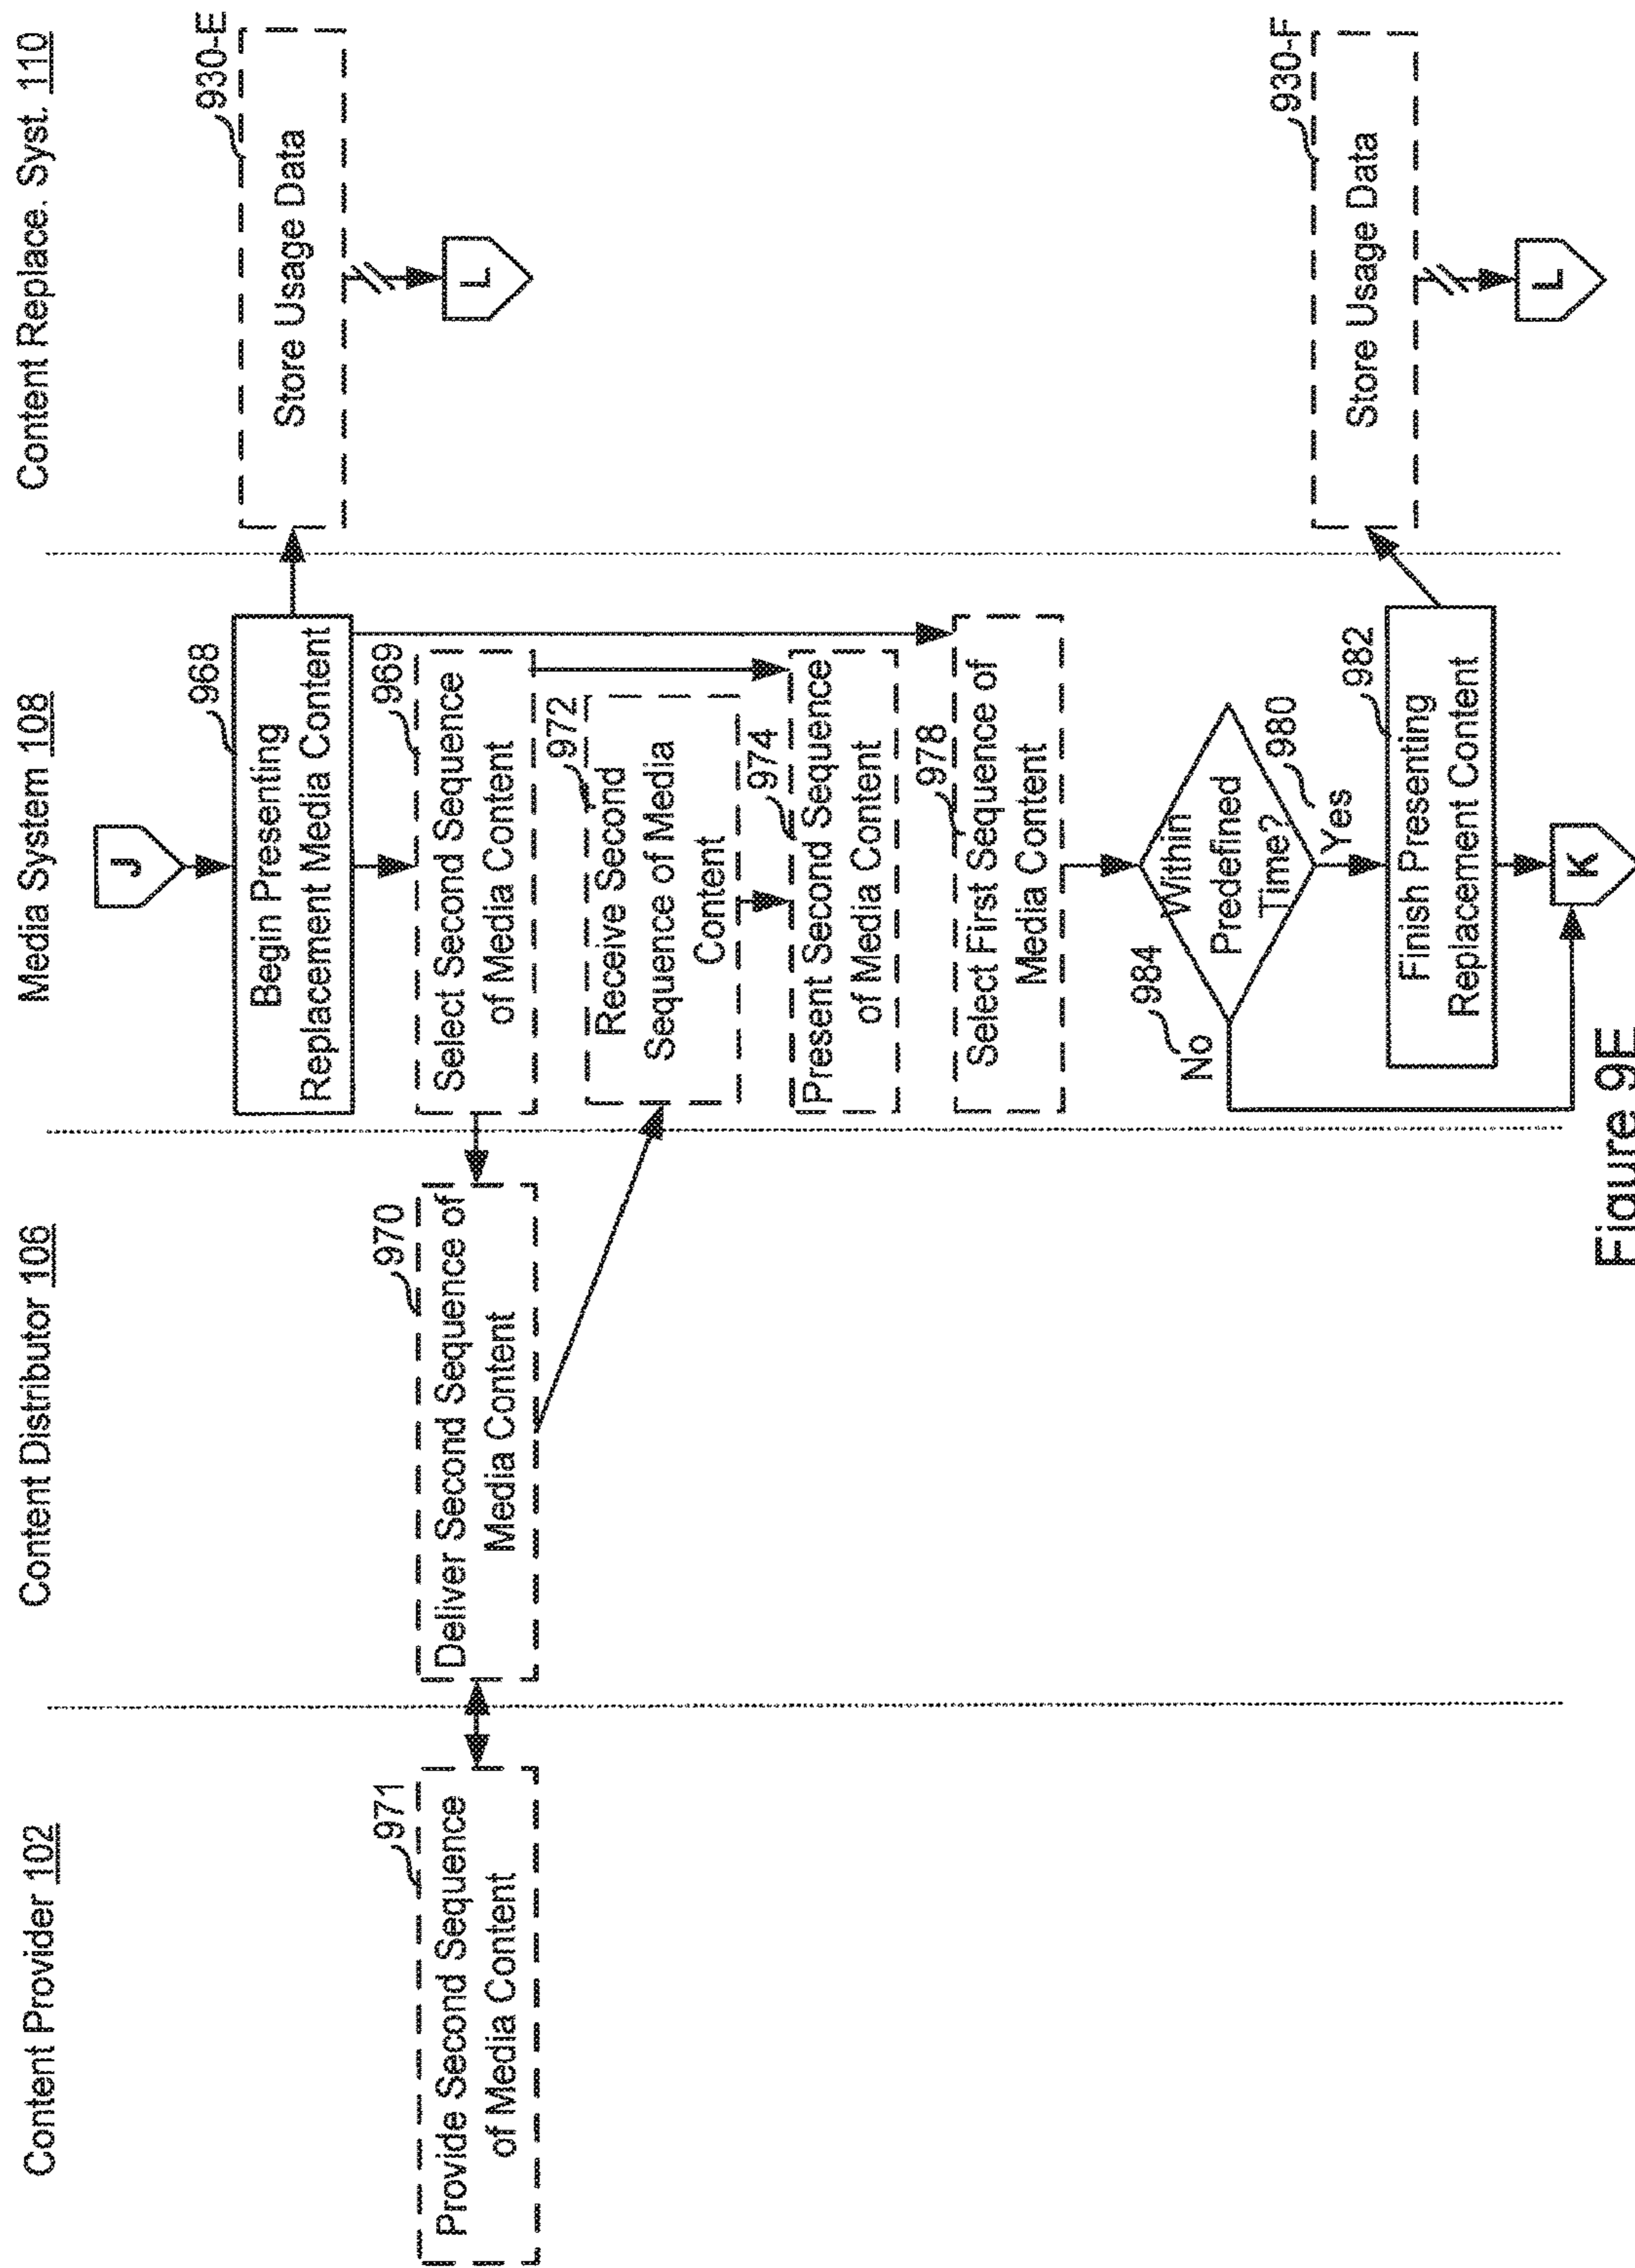 Content Provider 102
Content Distributor 106
Media System 108
Content Replace. Syst. 110
J
968
Begin Presenting
Replacement Media Content
930-E
Store Usage Data
L
971
Provide Second Sequence
of Media Content
970
Deliver Second Sequence of
Media Content
969
Select Second Sequence
of Media Content
972
Receive Second
Sequence of Media
Content
974
Present Second Sequence
of Media Content
978
Select First Sequence of
Media Content
984
No
Within
Predefined
Time?
980
Yes
982
Finish Presenting
Replacement Content
930-F
Store Usage Data
L
K
Figure 9E